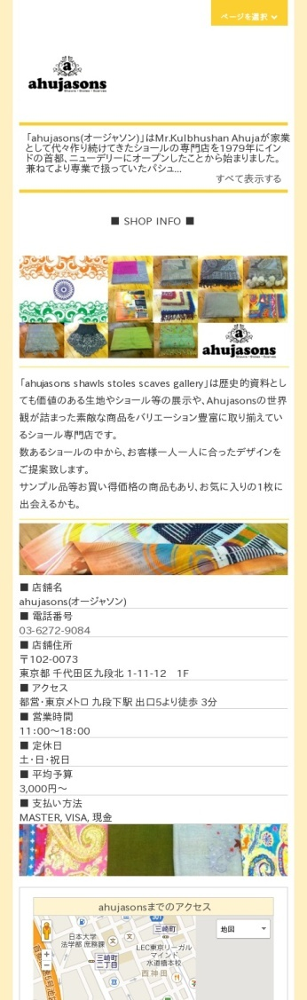 ページを選択
a
ahujasons
Shawls · Stoles · Scarves
「ahujasons(オージャソン)」はMr.Kulbhushan Ahujaが家業
として代々作り続けてきたショールの専門店を1979年にイン
ドの首都、ニューデリーにオープンしたことから始まりました。
兼ねてより専業で扱っていたパシュ...
すべて表示する
■ SHOP INFO ■
a
ahujasons
Shawls · Stoles · Scarves
「ahujasons shawls stoles scaves gallery」は歴史的資料とし
ても価値のある生地やショール等の展示や、Ahujasonsの世界
観が詰まった素敵な商品をバリエーション豊富に取り揃えてい
るショール専門店です。
数あるショールの中から、お客様一人一人に合ったデザインを
ご提案致します。
サンプル品等お買い得価格の商品もあり、お気に入りの1枚に
出会えるかも。
■ 店舗名
ahujasons(オージャソン)
■ 電話番号
03-6272-9084
■ 店舗住所
〒102-0073
東京都 千代田区九段北 1-11-12　1F
■ アクセス
都営・東京メトロ 九段下駅 出口5より徒歩 3分
■ 営業時間
11:00～18:00
■ 定休日
土・日・祝日
■ 平均予算
3,000円～
■ 支払い方法
MASTER, VISA, 現金
ahujasonsまでのアクセス
301
三崎町
地図
日本大学
法学部 庶務課
文
文
LEC東京リーガル
マインド
水道橋本校
三崎町
二丁目
西神田
+
−